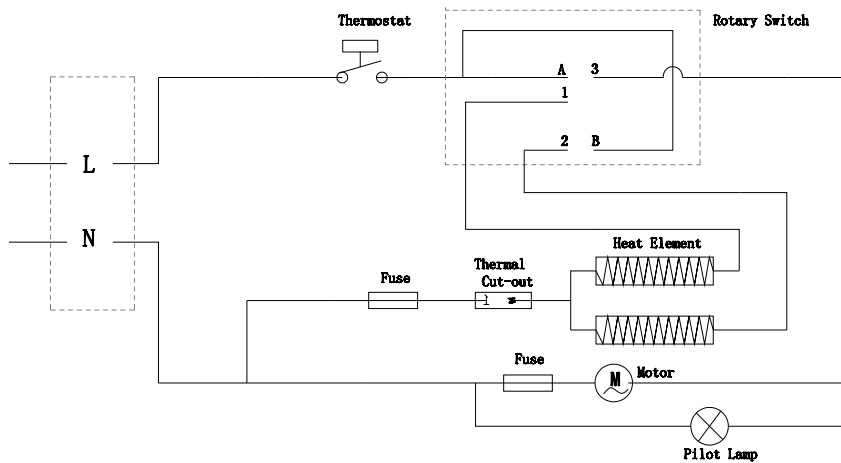 Thermostat
Rotary Switch
A 3
1
2 B
L
N
Heat Element
Thermal
Cut-out
Fuse
Fuse
M
Motor
Pilot Lamp